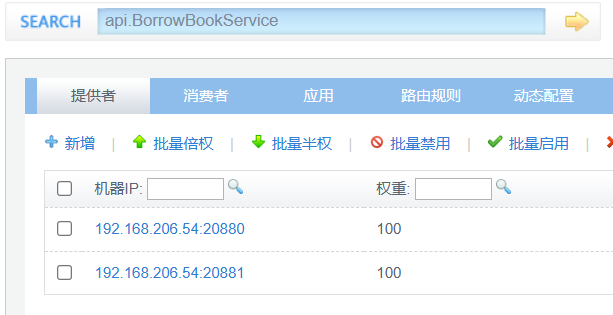 SEARCH api.BorrowBookService
提供者 消费者 应用 路由规则 动态配置
新增 | 批量倍权 | 批量半权 | 批量禁用 | 批量启用 |
机器IP: 权重:
192.168.206.54:20880 100
192.168.206.54:20881 100